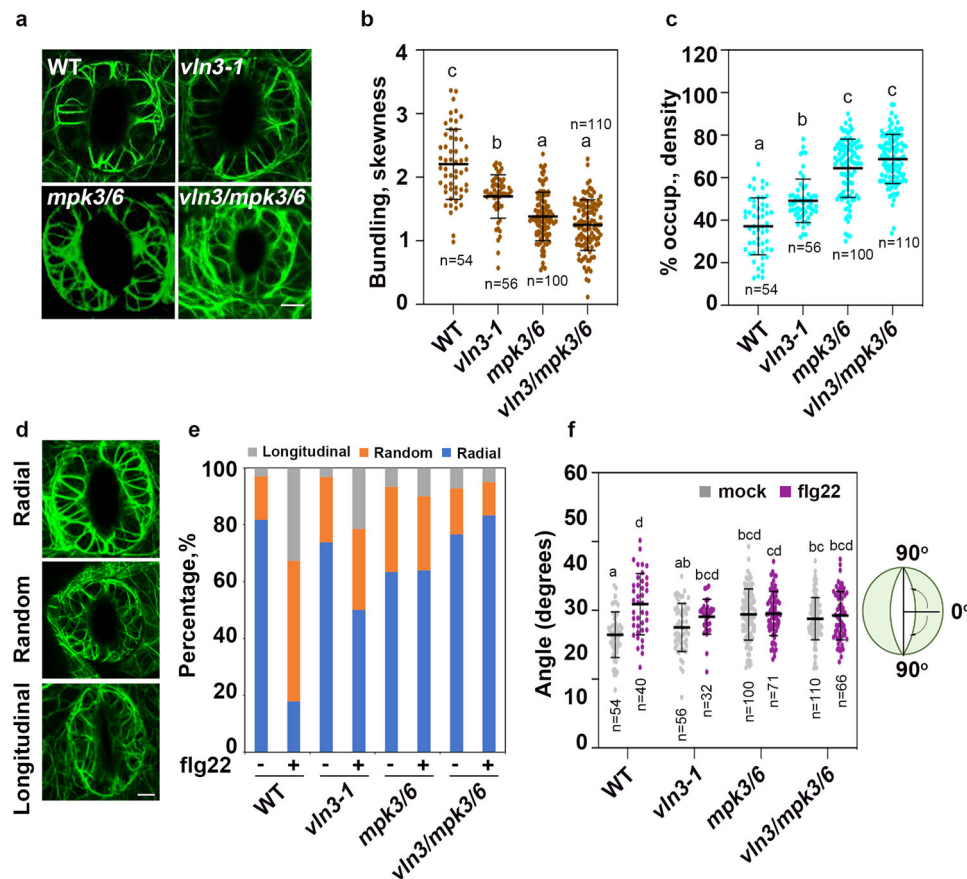 a
WT
vln3-1
mpk3/6
vln3/mpk3/6
b
Bundling, skewness
4
3
2
1
0
c
b
a
a
n=54
n=56
n=100
n=110
WT
vln3-1
mpk3/6
vln3/mpk3/6
c
% occup., density
120
100
80
60
40
20
0
a
b
c
c
n=54
n=56
n=100
n=110
WT
vln3-1
mpk3/6
vln3/mpk3/6
d
Radial
Random
Longitudinal
e
Longitudinal Random Radial
Percentage,%
100
80
60
40
20
0
flg22 - + - + - + - +
WT
vln3-1
mpk3/6
vln3/mpk3/6
f
Angle (degrees)
60
50
40
30
20
10
0
mock flg22
a
d
ab
bcd
bcd
cd
bc
bcd
n=54
n=40
n=56
n=32
n=100
n=71
n=110
n=66
WT
vln3-1
mpk3/6
vln3/mpk3/6
90º
0º
90º